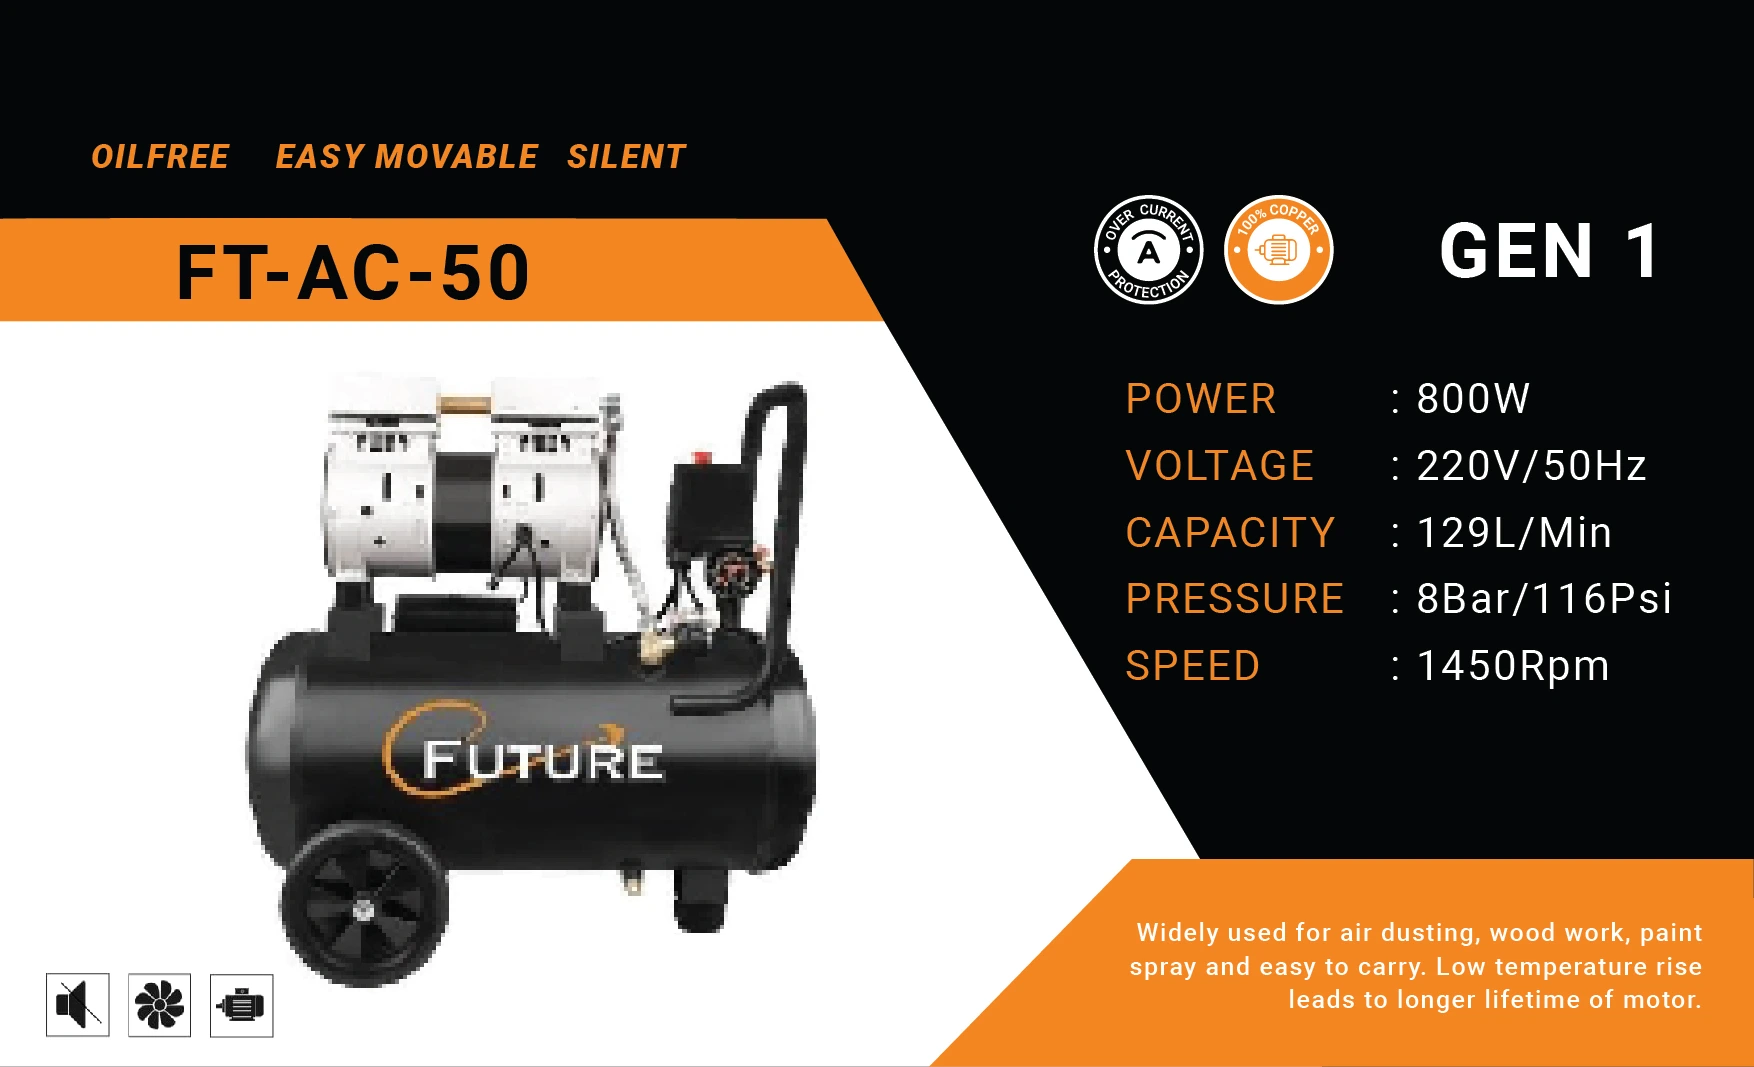 OILFREE EASY MOVABLE SILENT
FT-AC-50
OVER CURRENT PROTECTION
A
100% COPPER
GEN 1
POWER : 800W
VOLTAGE : 220V/50Hz
CAPACITY : 129L/Min
PRESSURE : 8Bar/116Psi
SPEED : 1450Rpm
FUTURE
Widely used for air dusting, wood work, paint
spray and easy to carry. Low temperature rise
leads to longer lifetime of motor.